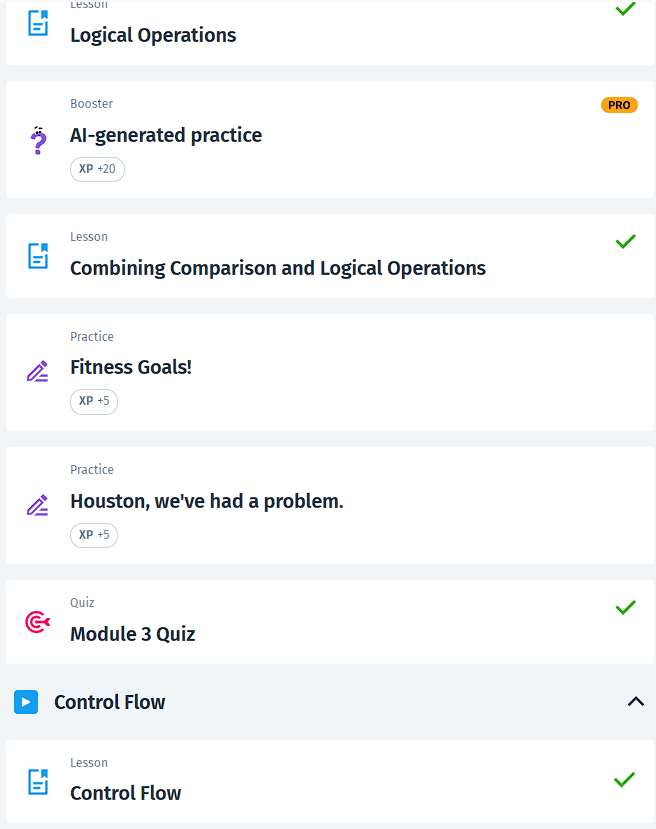 Lesson
Logical Operations
Booster
PRO
AI-generated practice
XP +20
Lesson
Combining Comparison and Logical Operations
Practice
Fitness Goals!
XP +5
Practice
Houston, we've had a problem.
XP +5
Quiz
Module 3 Quiz
Control Flow
Lesson
Control Flow